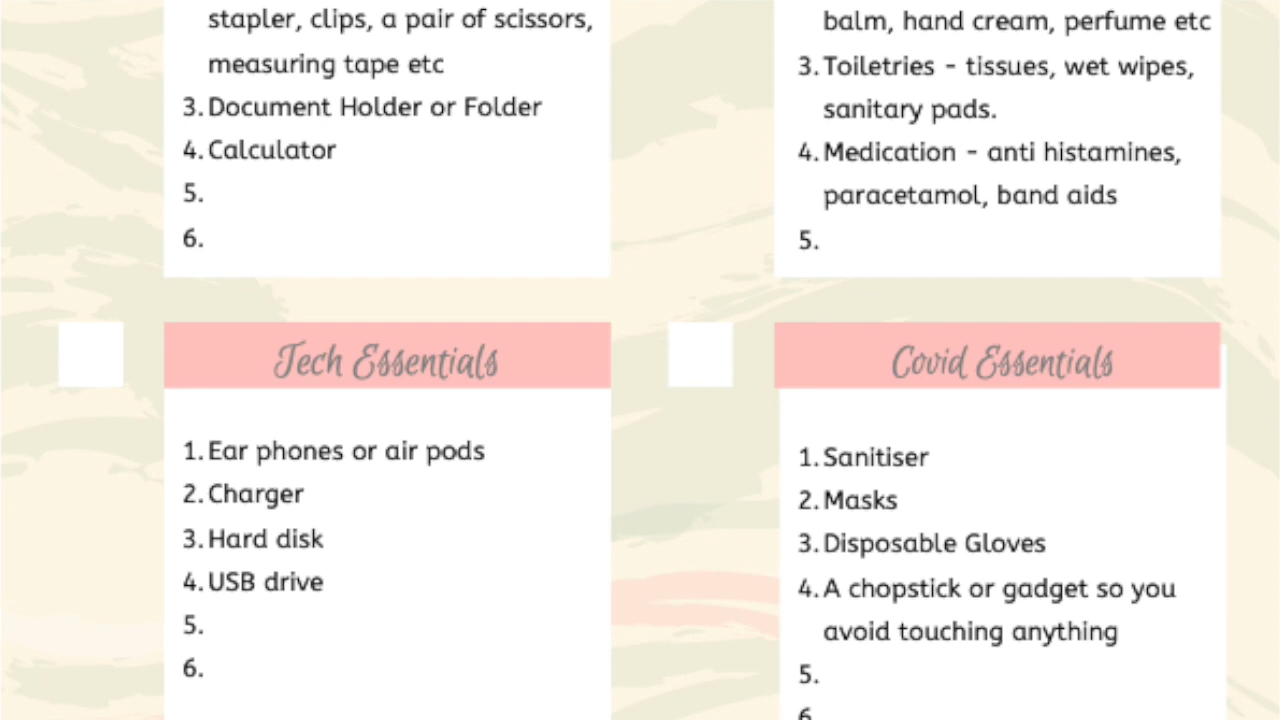 stapler, clips, a pair of scissors,
measuring tape etc
3. Document Holder or Folder
4. Calculator
5.
6.
balm, hand cream, perfume etc
3. Toiletries - tissues, wet wipes,
sanitary pads.
4. Medication - anti histamines,
paracetamol, band aids
5.
Tech Essentials
1. Ear phones or air pods
2. Charger
3. Hard disk
4. USB drive
5.
6.
Covid Essentials
1. Sanitiser
2. Masks
3. Disposable Gloves
4. A chopstick or gadget so you
avoid touching anything
5.
6